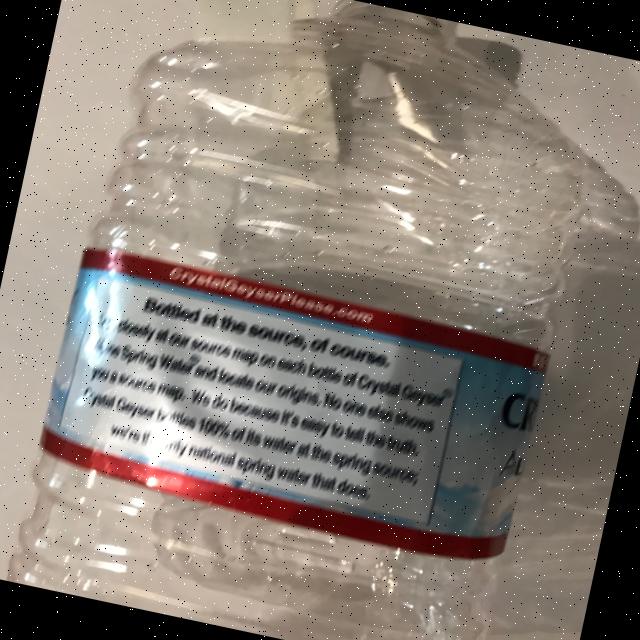 CrystalGeyserPlease.com
Bottled at the source, of course.
closely at our source map on each bottle of Crystal Geyser®
Spring Water and locate our origins. No one else shows
you a source map. We do because it's easy to tell the truth.
Crystal Geyser bottles 100% of its water at the spring source,
we're the only national spring water that does.
CR